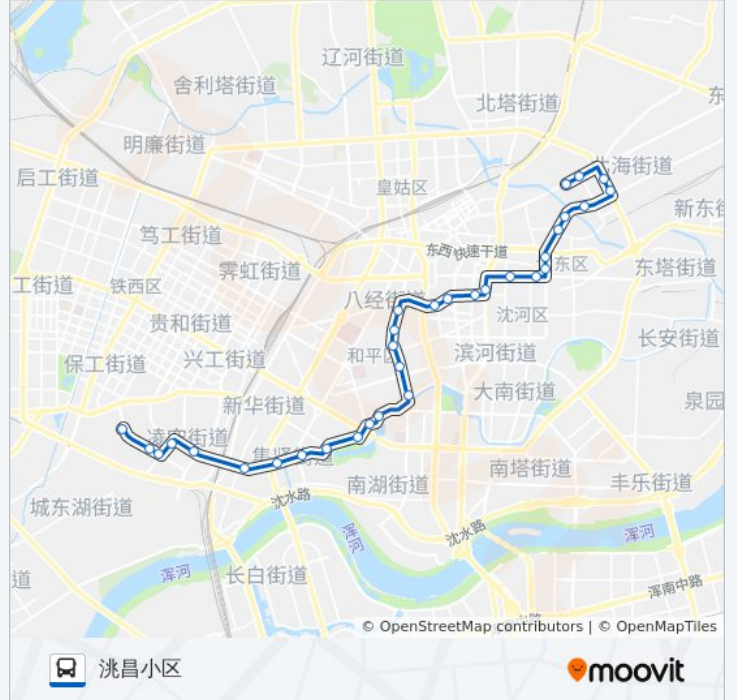 辽河街道
舍利塔街道
北塔街道
东
明廉街道
北海街道
启工街道
皇姑区
新东街
笃工街道
东西快速干道
霁虹街道
东区
东塔街道
工街道
铁西区
八经街道
沈河区
贵和街道
长安街道
保工街道
兴工街道
和平区
滨河街道
大南街道
新华街道
泉园
凌空街道
集贤街道
南塔街道
南湖街道
丰乐街道
沈水路
城东湖街道
沈水路
浑河
浑河
浑河
道
长白街道
浑南中路
© OpenStreetMap contributors | © OpenMapTiles
洮昌小区
moovit